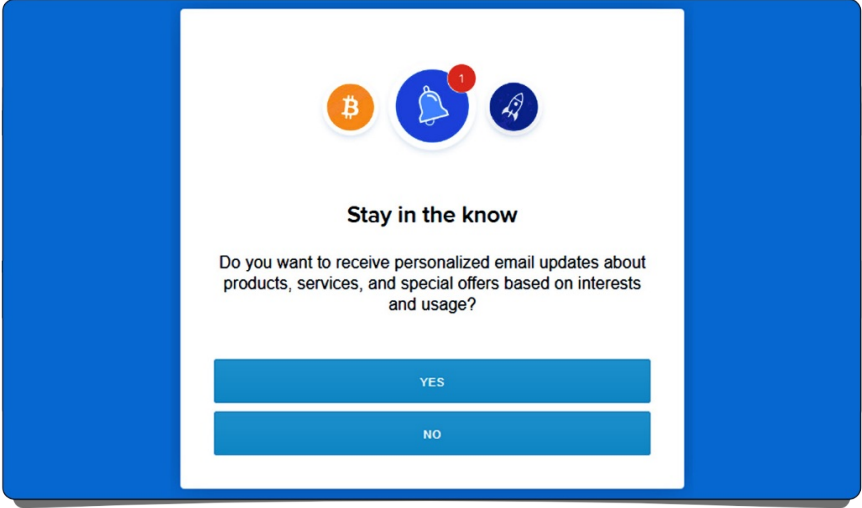 1
Stay in the know
Do you want to receive personalized email updates about
products, services, and special offers based on interests
and usage?
YES
NO